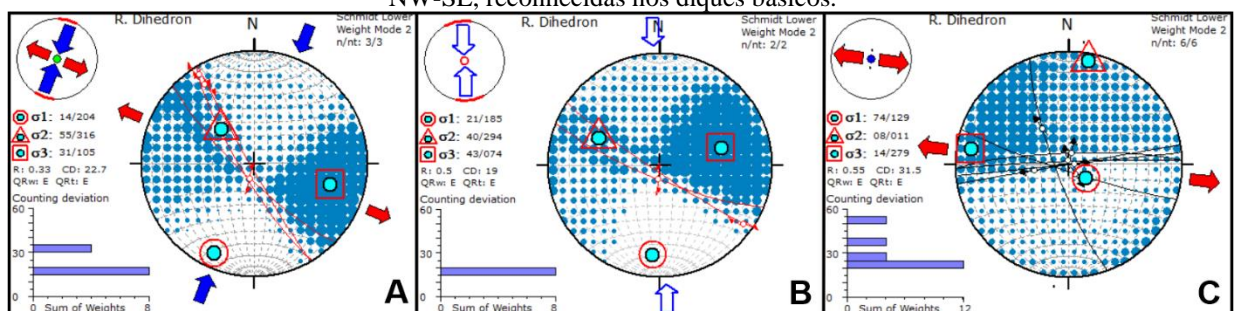 NW-SE, reconhecidas nos diques básicos.
R. Dihedron
N
Schmidt Lower
Weight Mode 2
n/nt: 3/3
σ1: 14/204
σ2: 55/316
σ3: 31/105
R: 0.33 CD: 22.7
QRw: E QRt: E
Counting deviation
60
30
0
0 Sum of Weights 8
A
R. Dihedron
N
Schmidt Lower
Weight Mode 2
n/nt: 2/2
σ1: 21/185
σ2: 40/294
σ3: 43/074
R: 0.5 CD: 19
QRw: E QRt: E
Counting deviation
60
30
0
0 Sum of Weights 8
B
R. Dihedron
N
Schmidt Lower
Weight Mode 2
n/nt: 6/6
σ1: 74/129
σ2: 08/011
σ3: 14/279
R: 0.55 CD: 31.5
QRw: E QRt: E
Counting deviation
60
30
0
0 Sum of Weights 12
C